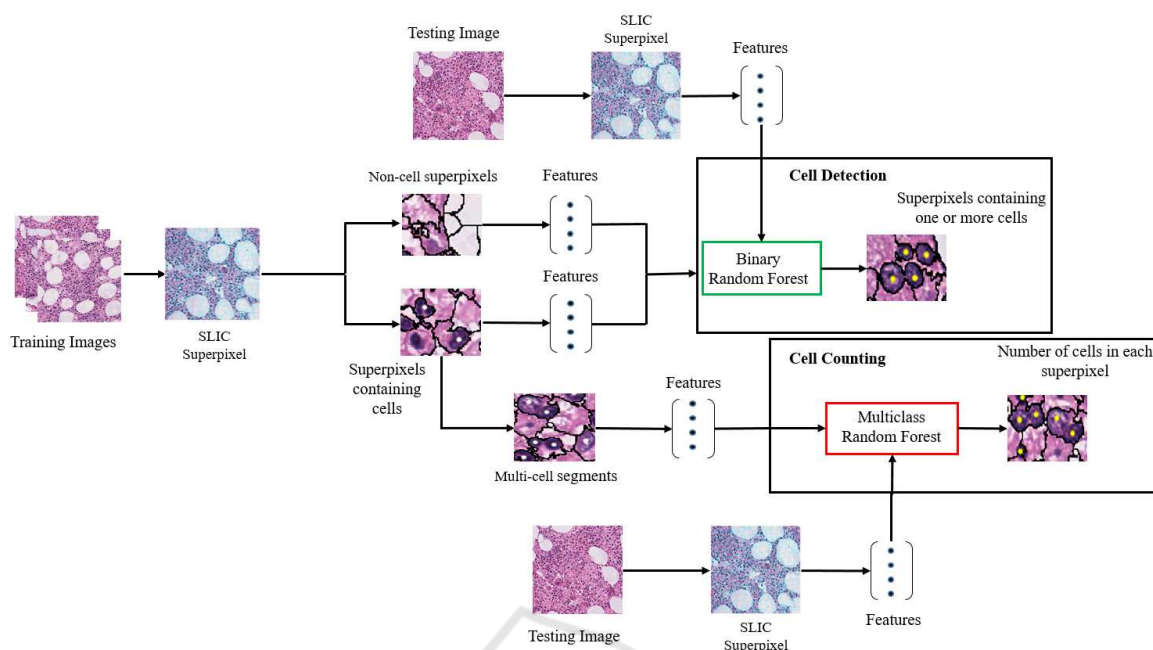 Testing Image
SLIC
Superpixel
Features
Non-cell superpixels
Features
Cell Detection
Superpixels containing
one or more cells
Binary
Random Forest
Features
Training Images
SLIC
Superpixel
Superpixels
containing
cells
Cell Counting
Number of cells in each
superpixel
Features
Multiclass
Random Forest
Multi-cell segments
Testing Image
SLIC
Superpixel
Features